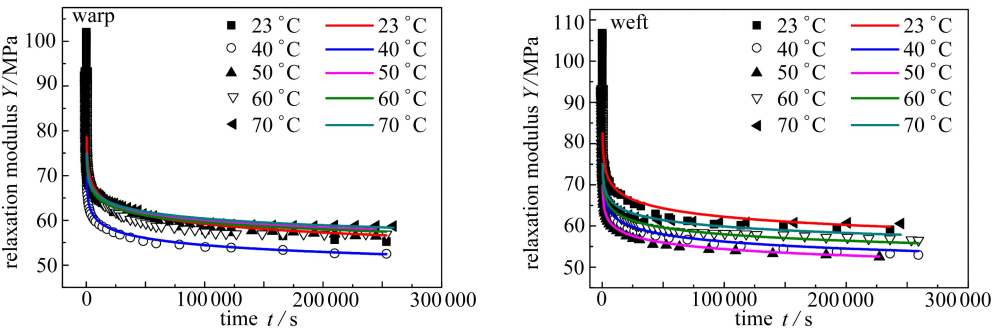 warp
relaxation modulus Y/MPa
100
90
80
70
60
50
23 °C 23 °C
40 °C 40 °C
50 °C 50 °C
60 °C 60 °C
70 °C 70 °C
0 100 000 200 000 300 000
time t / s
weft
relaxation modulus Y/MPa
110
100
90
80
70
60
50
23 °C 23 °C
40 °C 40 °C
50 °C 50 °C
60 °C 60 °C
70 °C 70 °C
0 100 000 200 000 300 000
time t / s